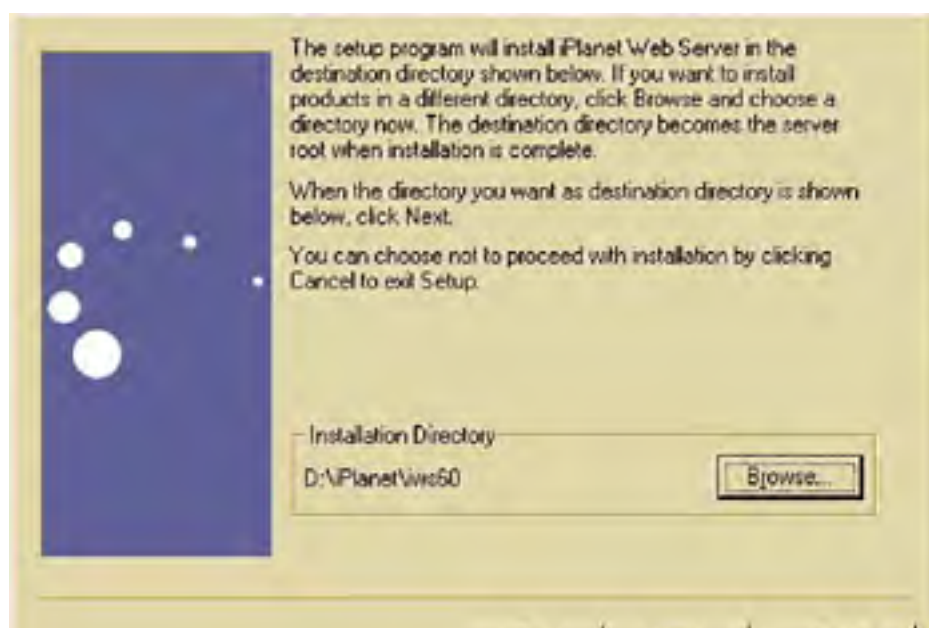 The setup program will install iPlanet Web Server in the
destination directory shown below. If you want to install
products in a different directory, click Browse and choose a
directory now. The destination directory becomes the server
root when installation is complete.
When the directory you want as destination directory is shown
below, click Next.
You can choose not to proceed with installation by clicking
Cancel to exit Setup.
Installation Directory
D:\iPlanet\iws60
Browse...